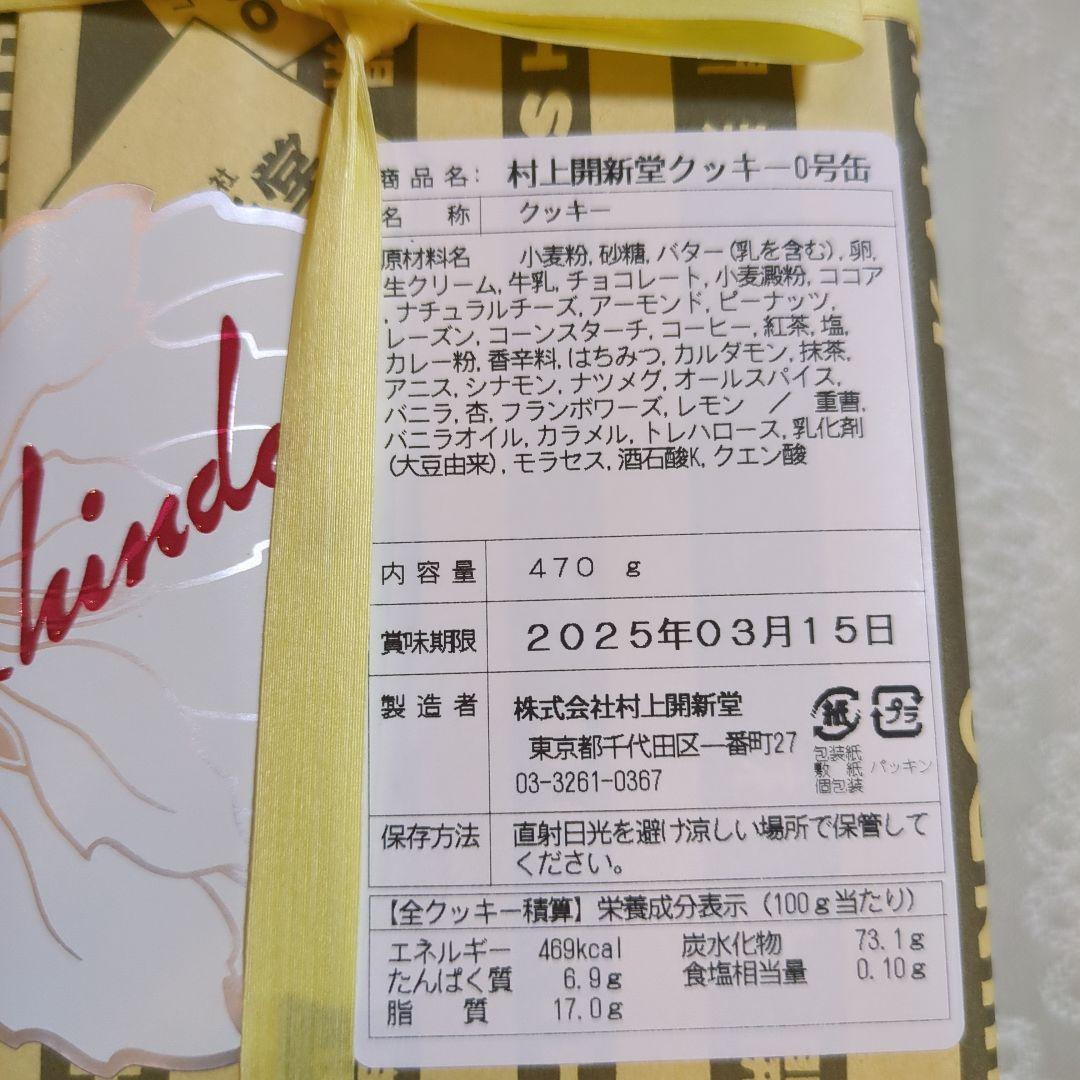 堂
社
SH
hindo
商品名: 村上開新堂クッキー0号缶
名 称 クッキー
原材料名 小麦粉, 砂糖, バター(乳を含む), 卵,
生クリーム, 牛乳, チョコレート, 小麦澱粉, ココア
, ナチュラルチーズ, アーモンド, ピーナッツ,
レーズン, コーンスターチ, コーヒー, 紅茶, 塩,
カレー粉, 香辛料, はちみつ, カルダモン, 抹茶,
アニス, シナモン, ナツメグ, オールスパイス,
バニラ, 杏, フランボワーズ, レモン / 重曹,
バニラオイル, カラメル, トレハロース, 乳化剤
(大豆由来), モラセス, 酒石酸K, クエン酸
内容量 470 g
賞味期限 2025年03月15日
製造者 株式会社村上開新堂
東京都千代田区一番町27
03-3261-0367
紙
包装紙
敷 紙
個包装
プラ
パッキン
保存方法 直射日光を避け涼しい場所で保管して
ください。
【全クッキー積算】栄養成分表示(100g当たり)
エネルギー 469kcal 炭水化物 73.1g
たんぱく質 6.9g 食塩相当量 0.10g
脂 質 17.0g